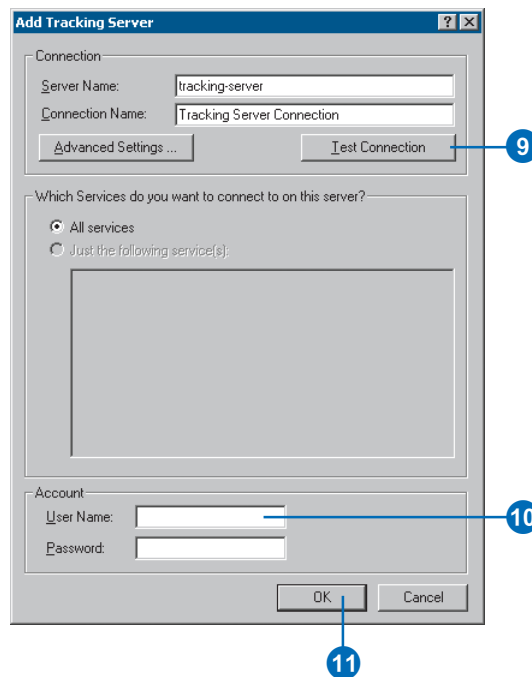 Add Tracking Server
Connection
Server Name: tracking-server
Connection Name: Tracking Server Connection
Advanced Settings ... Test Connection
9
Which Services do you want to connect to on this server?
All services
Just the following service(s):
Account
User Name:
10
Password:
OK Cancel
11